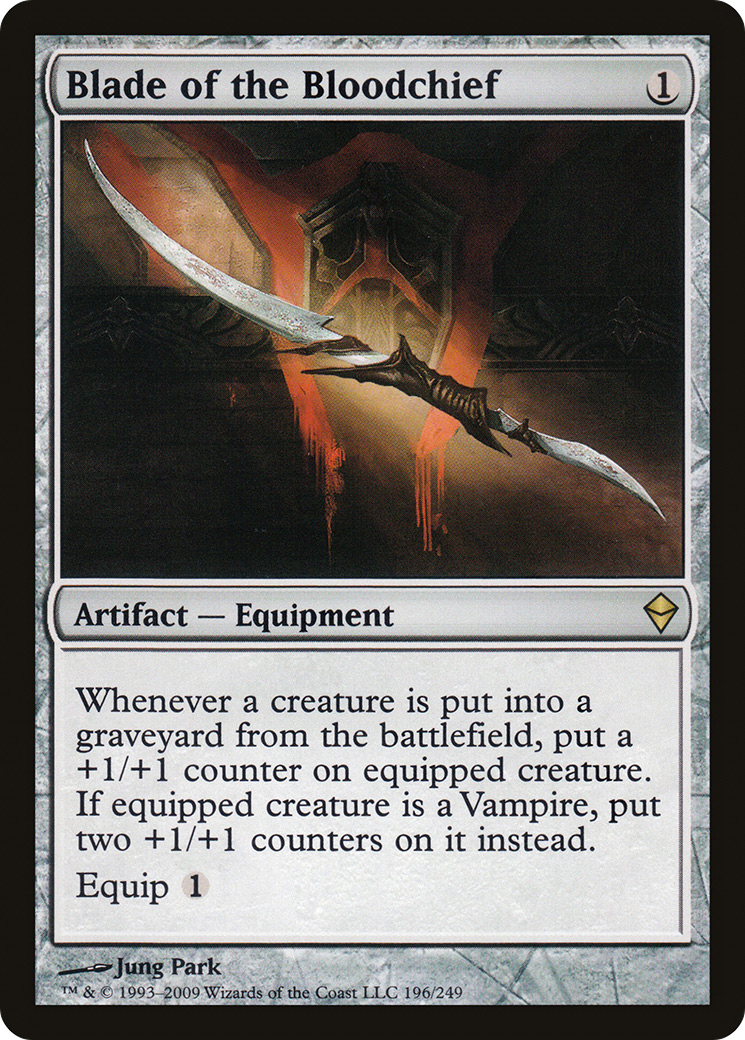 Blade of the Bloodchief 1
Artifact — Equipment
Whenever a creature is put into a
graveyard from the battlefield, put a
+1/+1 counter on equipped creature.
If equipped creature is a Vampire, put
two +1/+1 counters on it instead.
Equip 1
Jung Park
™ & © 1993–2009 Wizards of the Coast LLC 196/249